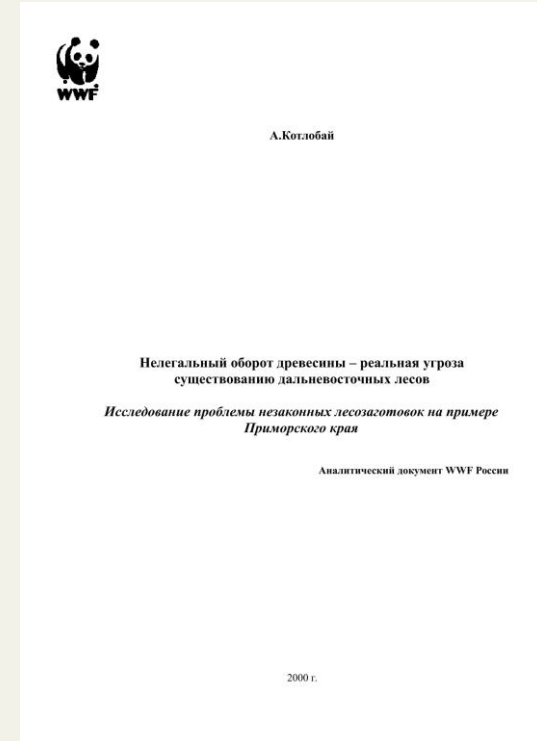 WWF
А.Котлобай
Нелегальный оборот древесины – реальная угроза
существованию дальневосточных лесов
Исследование проблемы незаконных лесозаготовок на примере
Приморского края
Аналитический документ WWF России
2000 г.